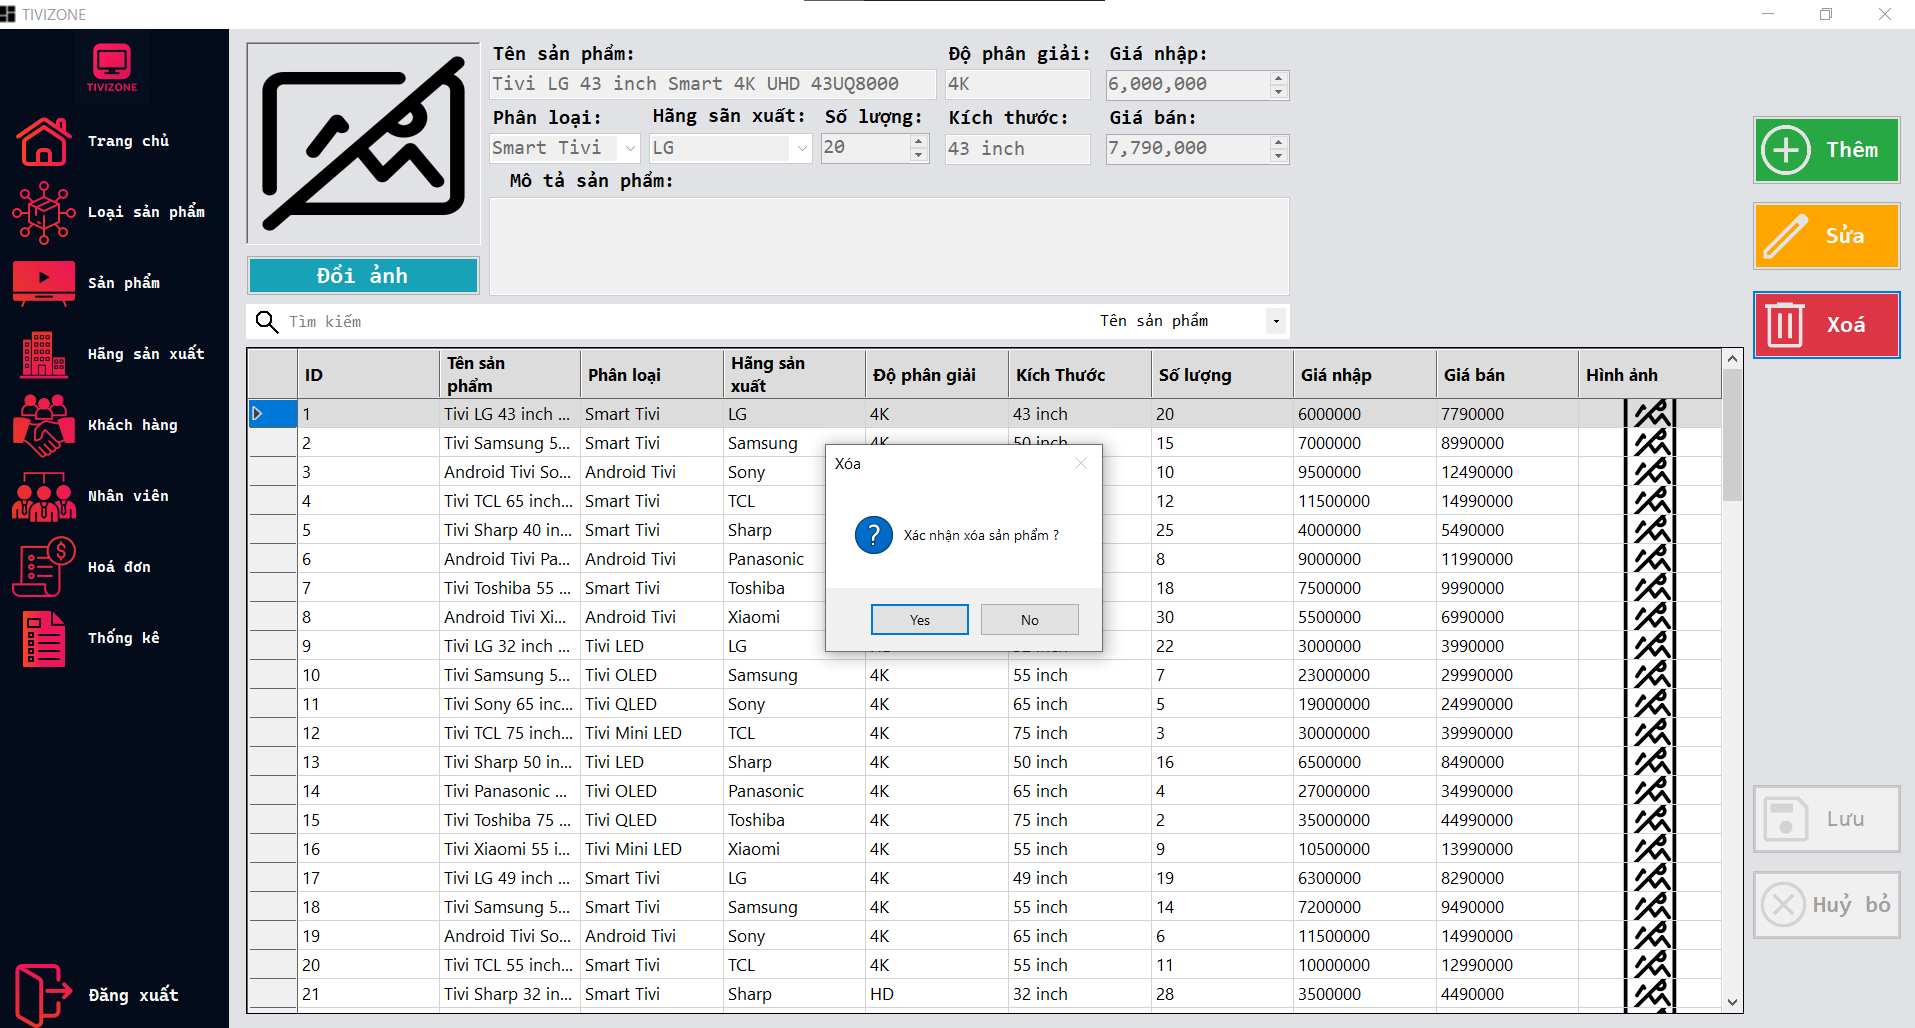 TIVIZONE
TIVIZONE
Trang chủ
Loại sản phẩm
Sản phẩm
Hãng sản xuất
Khách hàng
Nhân viên
Hoá đơn
Thống kê
Đăng xuất
Tên sản phẩm:
Độ phân giải:
Giá nhập:
Tivi LG 43 inch Smart 4K UHD 43UQ8000
4K
6,000,000
Phân loại:
Hãng sãn xuất:
Số lượng:
Kích thước:
Giá bán:
Smart Tivi
LG
20
43 inch
7,790,000
Mô tả sản phẩm:
Đổi ảnh
Tìm kiếm
Tên sản phẩm
Thêm
Sửa
Xoá
Lưu
Huỷ bỏ
ID Tên sản phẩm Phân loại Hãng sản xuất Độ phân giải Kích Thước Số lượng Giá nhập Giá bán Hình ảnh
1 Tivi LG 43 inch ... Smart Tivi LG 4K 43 inch 20 6000000 7790000
2 Tivi Samsung 5... Smart Tivi Samsung 4K 50 inch 15 7000000 8990000
3 Android Tivi So... Android Tivi Sony 10 9500000 12490000
4 Tivi TCL 65 inch... Smart Tivi TCL 12 11500000 14990000
5 Tivi Sharp 40 in... Smart Tivi Sharp 25 4000000 5490000
6 Android Tivi Pa... Android Tivi Panasonic 8 9000000 11990000
7 Tivi Toshiba 55 ... Smart Tivi Toshiba 18 7500000 9990000
8 Android Tivi Xi... Android Tivi Xiaomi 30 5500000 6990000
9 Tivi LG 32 inch ... Tivi LED LG 22 3000000 3990000
10 Tivi Samsung 5... Tivi OLED Samsung 4K 55 inch 7 23000000 29990000
11 Tivi Sony 65 inc... Tivi QLED Sony 4K 65 inch 5 19000000 24990000
12 Tivi TCL 75 inch... Tivi Mini LED TCL 4K 75 inch 3 30000000 39990000
13 Tivi Sharp 50 in... Tivi LED Sharp 4K 50 inch 16 6500000 8490000
14 Tivi Panasonic ... Tivi OLED Panasonic 4K 65 inch 4 27000000 34990000
15 Tivi Toshiba 75 ... Tivi QLED Toshiba 4K 75 inch 2 35000000 44990000
16 Tivi Xiaomi 55 i... Tivi Mini LED Xiaomi 4K 55 inch 9 10500000 13990000
17 Tivi LG 49 inch ... Smart Tivi LG 4K 49 inch 19 6300000 8290000
18 Tivi Samsung 5... Smart Tivi Samsung 4K 55 inch 14 7200000 9490000
19 Android Tivi So... Android Tivi Sony 4K 65 inch 6 11500000 14990000
20 Tivi TCL 55 inch... Smart Tivi TCL 4K 55 inch 11 10000000 12990000
21 Tivi Sharp 32 in... Smart Tivi Sharp HD 32 inch 28 3500000 4490000
Xóa
Xác nhận xóa sản phẩm ?
Yes
No